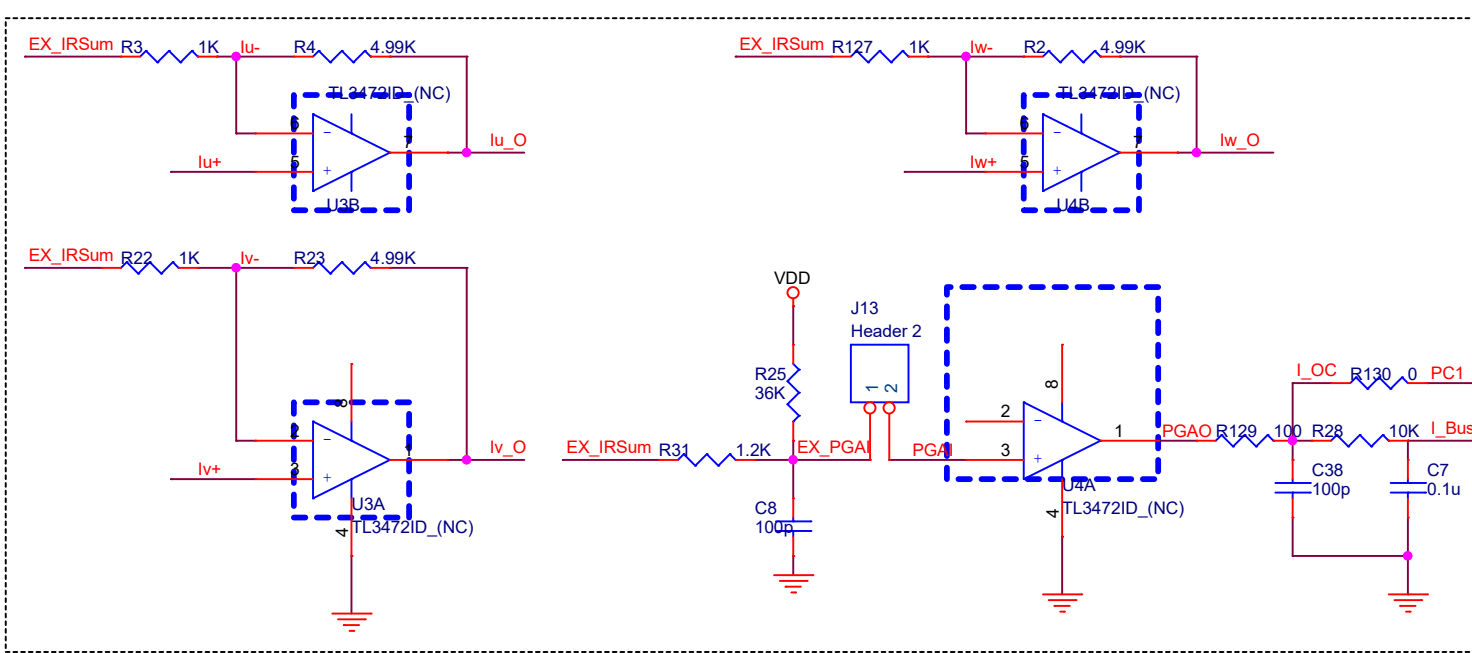 EX_IRSum R3 1K Iu- R4 4.99K
TL3472ID_(NC)
6
7
5
Iu+
Iu_O
U3B
EX_IRSum R127 1K Iw- R2 4.99K
TL3472ID_(NC)
6
7
5
Iw+
Iw_O
U4B
EX_IRSum R22 1K Iv- R23 4.99K
8
2
1
3
Iv+
Iv_O
U3A
TL3472ID_(NC)
4
VDD
J13
Header 2
R25
36K
1 2
EX_IRSum R31 1.2K EX_PGAI PGAI
C8
100p
8
2
3
1
U4A
TL3472ID_(NC)
4
I_OC R130 0 PC1
PGAO R129 100 R28 10K I_Bus
C38
100p
C7
0.1u